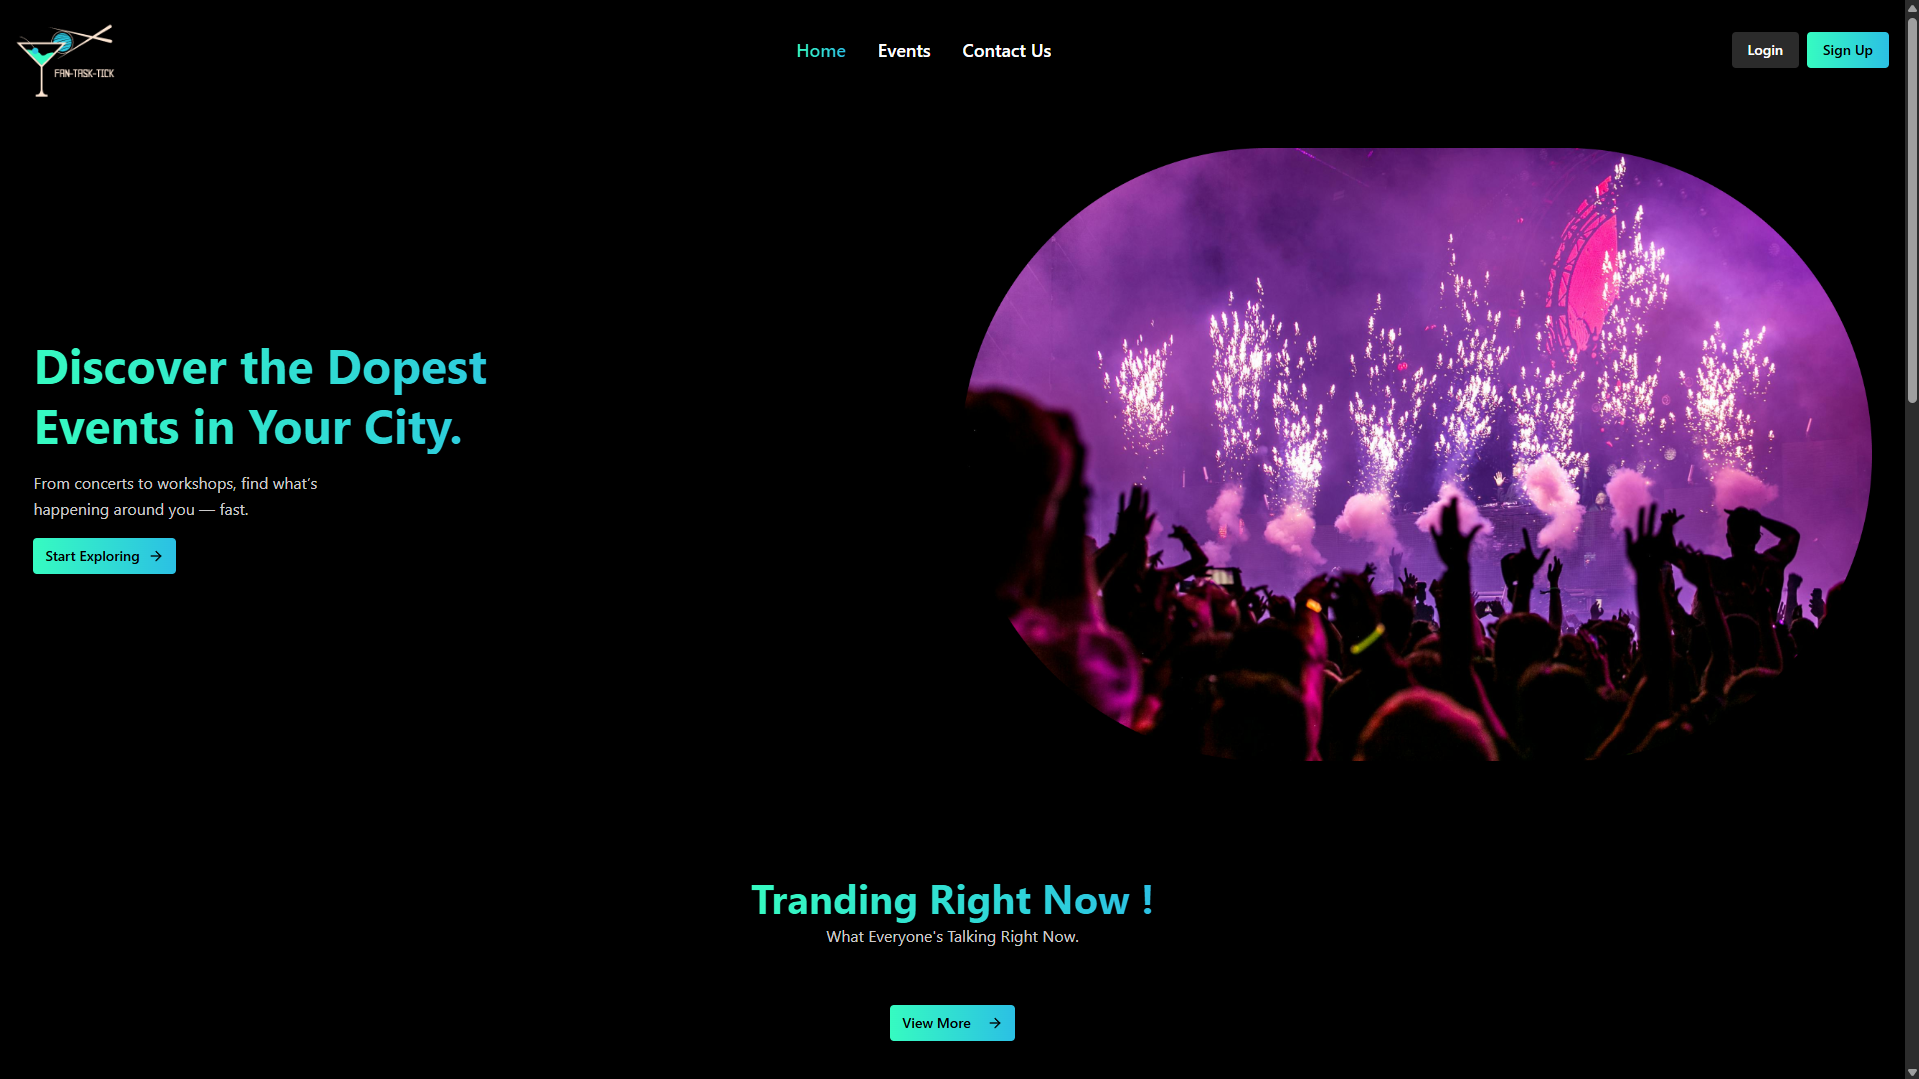 FAN-TASK-TICK
Home
Events
Contact Us
Login
Sign Up
Discover the Dopest
Events in Your City.
From concerts to workshops, find what’s
happening around you — fast.
Start Exploring
Tranding Right Now !
What Everyone's Talking Right Now.
View More